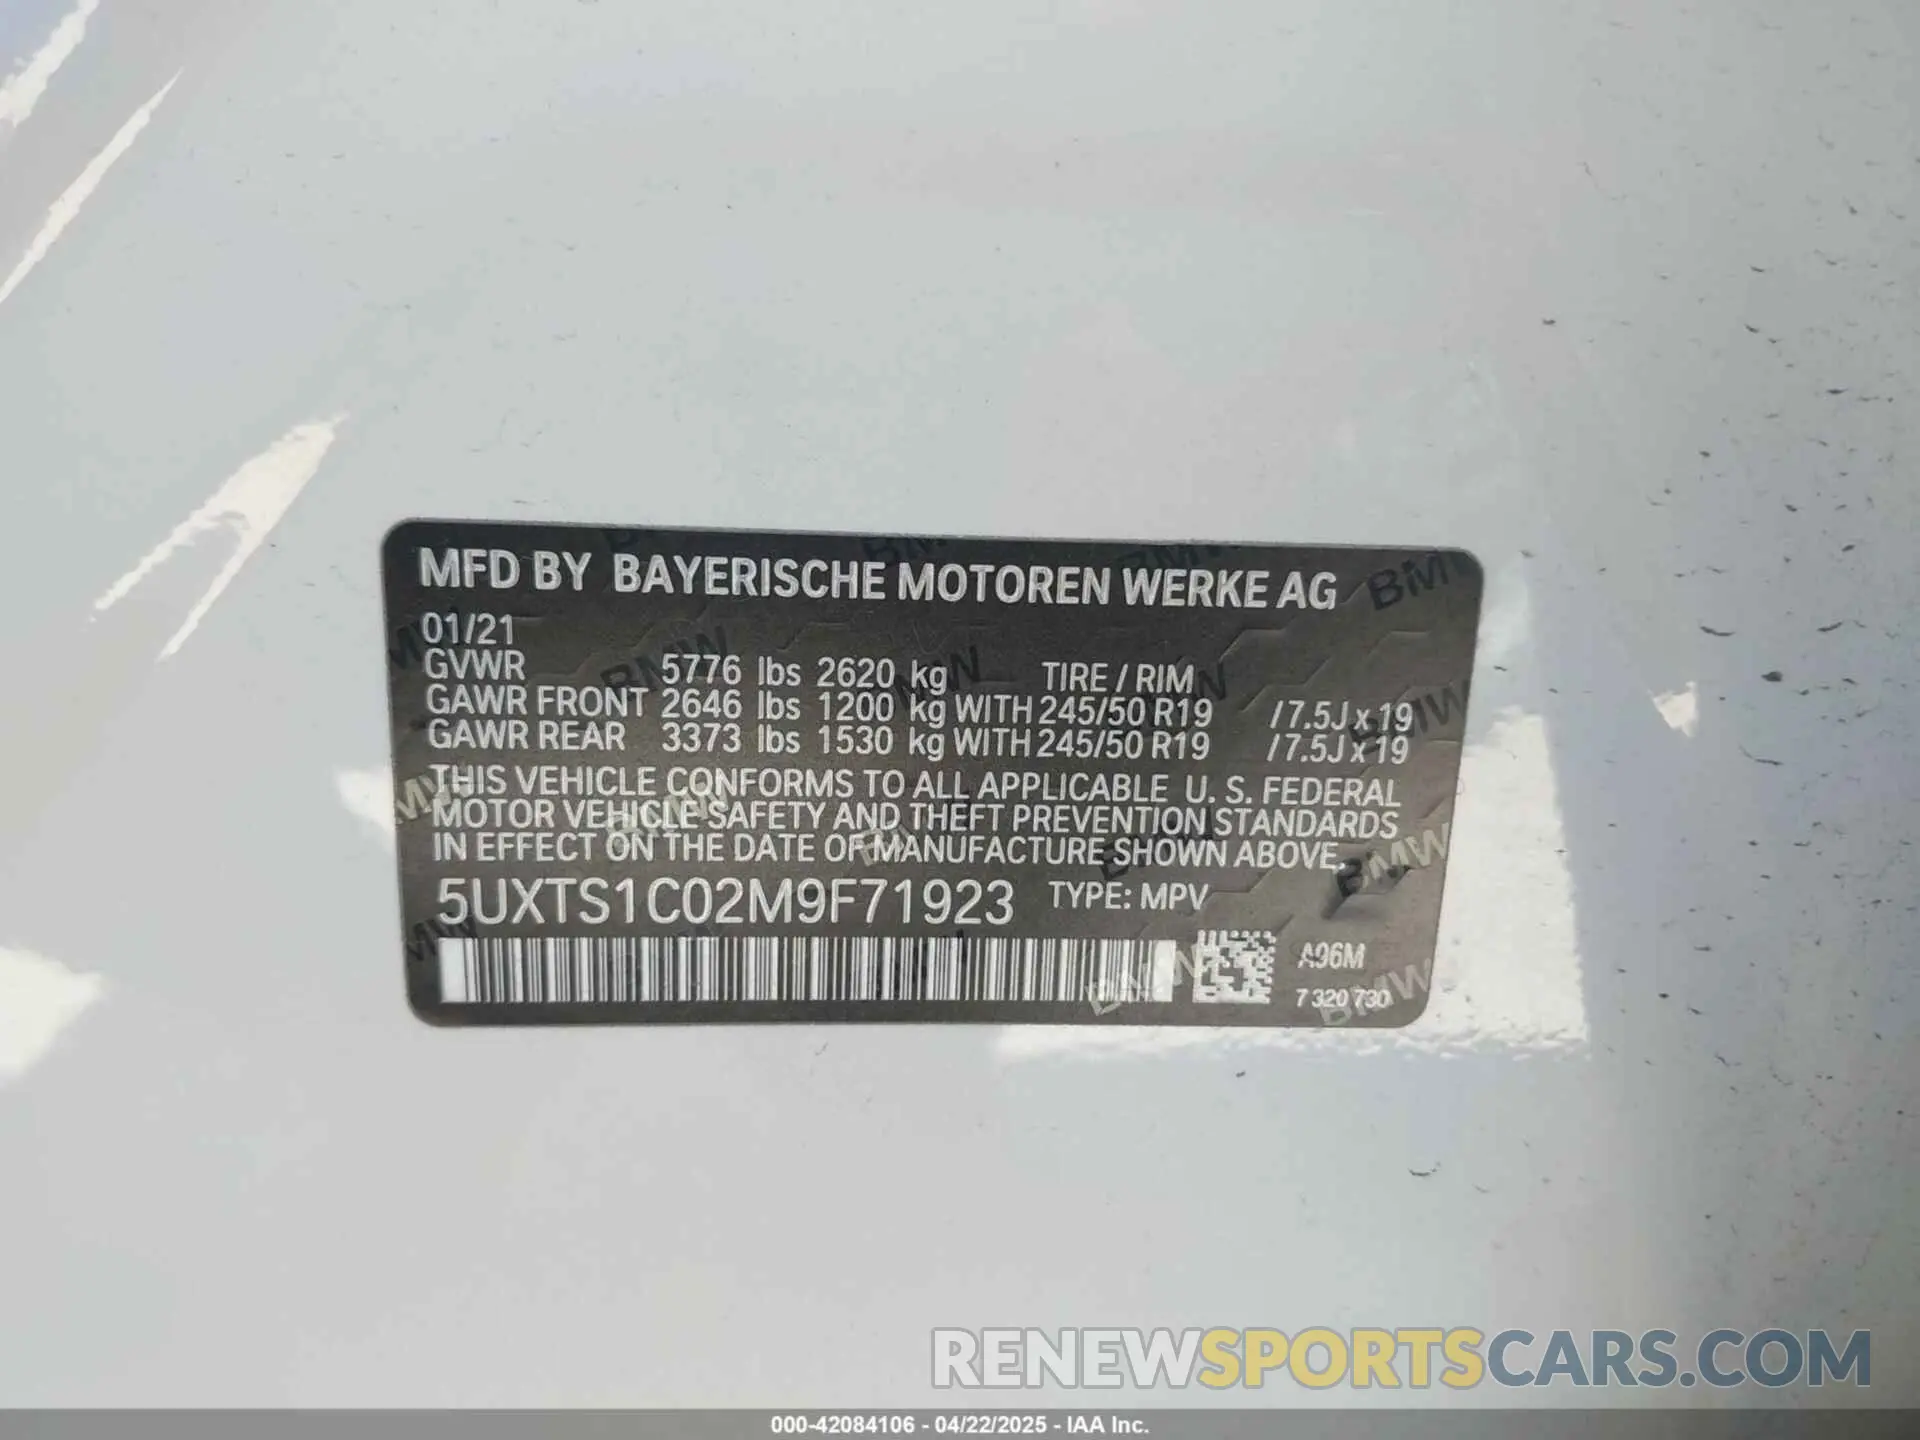 MFD BY BAYERISCHE MOTOREN WERKE AG
01/21
GVWR 5776 lbs 2620 kg TIRE / RIM
GAWR FRONT 2646 lbs 1200 kg WITH 245/50 R19 /7.5J x 19
GAWR REAR 3373 lbs 1530 kg WITH 245/50 R19 /7.5J x 19
THIS VEHICLE CONFORMS TO ALL APPLICABLE U. S. FEDERAL
MOTOR VEHICLE SAFETY AND THEFT PREVENTION STANDARDS
IN EFFECT ON THE DATE OF MANUFACTURE SHOWN ABOVE.
5UXTS1C02M9F71923 TYPE: MPV
A96M
7 320 730
RENEWSPORTSCARS.COM
000-42084106 - 04/22/2025 - IAA Inc.